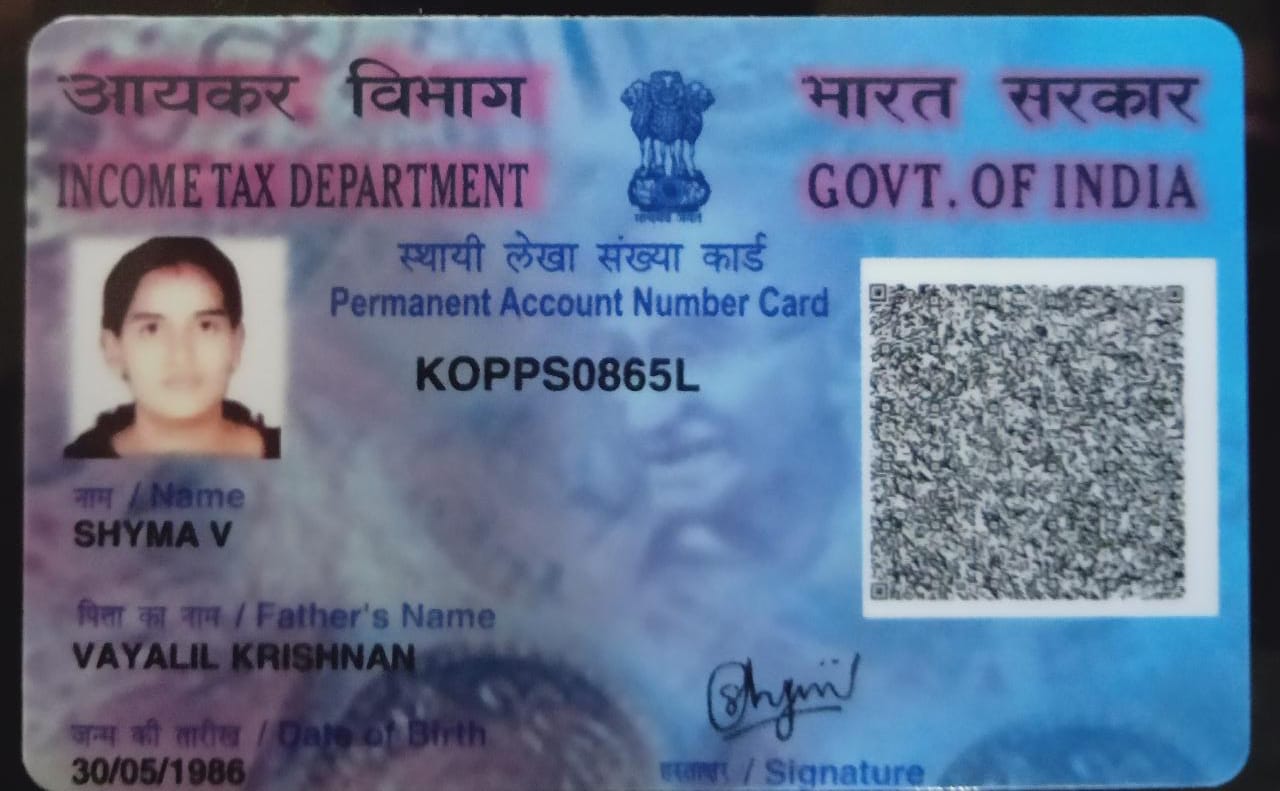 आयकर विभाग
INCOME TAX DEPARTMENT
भारत सरकार
GOVT. OF INDIA
सत्यमेव जयते
स्थायी लेखा संख्या कार्ड
Permanent Account Number Card
KOPPS0865L
नाम / Name
SHYMA V
पिता का नाम / Father's Name
VAYALIL KRISHNAN
जन्म की तारीख / Date of Birth
30/05/1986
हस्ताक्षर / Signature